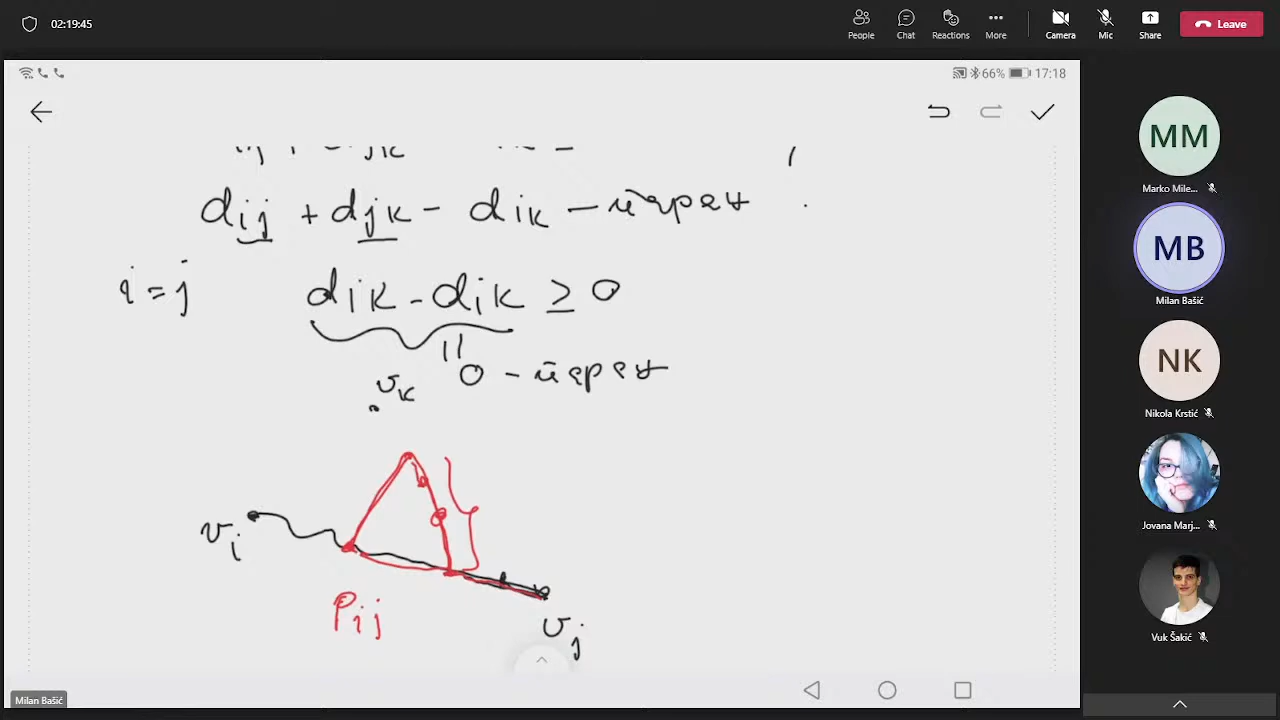 02:19:45
People Chat Reactions More Camera Mic Share Leave
66% 17:18
dij + djk - dik - паран
i = j dik - dik ≥ 0
0 - паран
vk
vi
Pij
vj
Milan Bašić
MM
Marko Mile...
MB
Milan Bašić
NK
Nikola Krstić
Jovana Marj...
Vuk Šakić